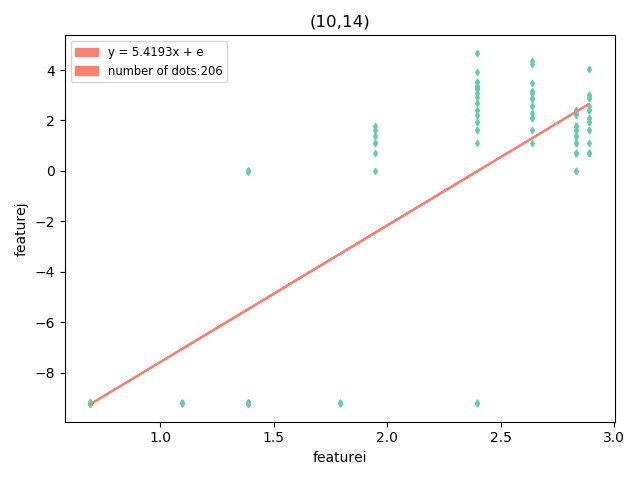 (10,14)
y = 5.4193x + e
number of dots:206
4
2
0
−2
−4
−6
−8
featurej
1.0 1.5 2.0 2.5 3.0
featurei